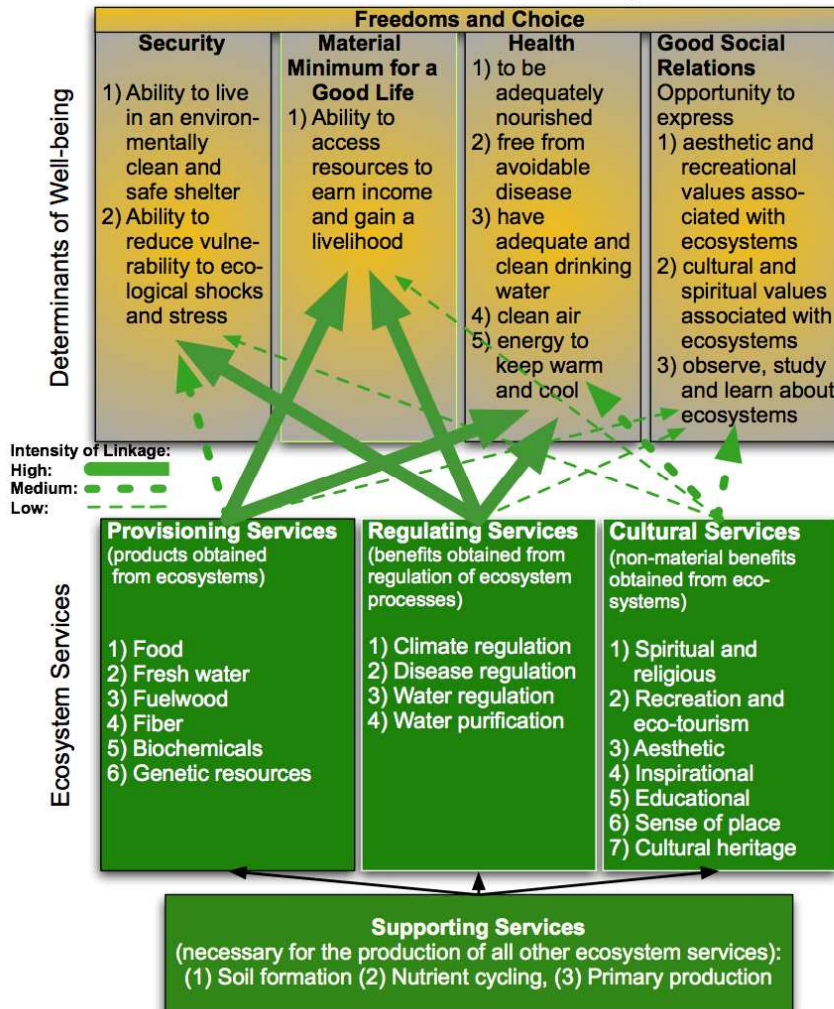 Freedoms and Choice
Determinants of Well-being
Security
1) Ability to live
in an environ-
mentally
clean and
safe shelter
2) Ability to
reduce vulne-
rability to eco-
logical shocks
and stress
Material
Minimum for a
Good Life
1) Ability to
access
resources to
earn income
and gain a
livelihood
Health
1) to be
adequately
nourished
2) free from
avoidable
disease
3) have
adequate and
clean drinking
water
4) clean air
5) energy to
keep warm
and cool
Good Social
Relations
Opportunity to
express
1) aesthetic and
recreational
values asso-
ciated with
ecosystems
2) cultural and
spiritual values
associated with
ecosystems
3) observe, study
and learn about
ecosystems
Intensity of Linkage:
High:
Medium:
Low:
Ecosystem Services
Provisioning Services
(products obtained
from ecosystems)
1) Food
2) Fresh water
3) Fuelwood
4) Fiber
5) Biochemicals
6) Genetic resources
Regulating Services
(benefits obtained from
regulation of ecosystem
processes)
1) Climate regulation
2) Disease regulation
3) Water regulation
4) Water purification
Cultural Services
(non-material benefits
obtained from eco-
systems)
1) Spiritual and
religious
2) Recreation and
eco-tourism
3) Aesthetic
4) Inspirational
5) Educational
6) Sense of place
7) Cultural heritage
Supporting Services
(necessary for the production of all other ecosystem services):
(1) Soil formation (2) Nutrient cycling, (3) Primary production